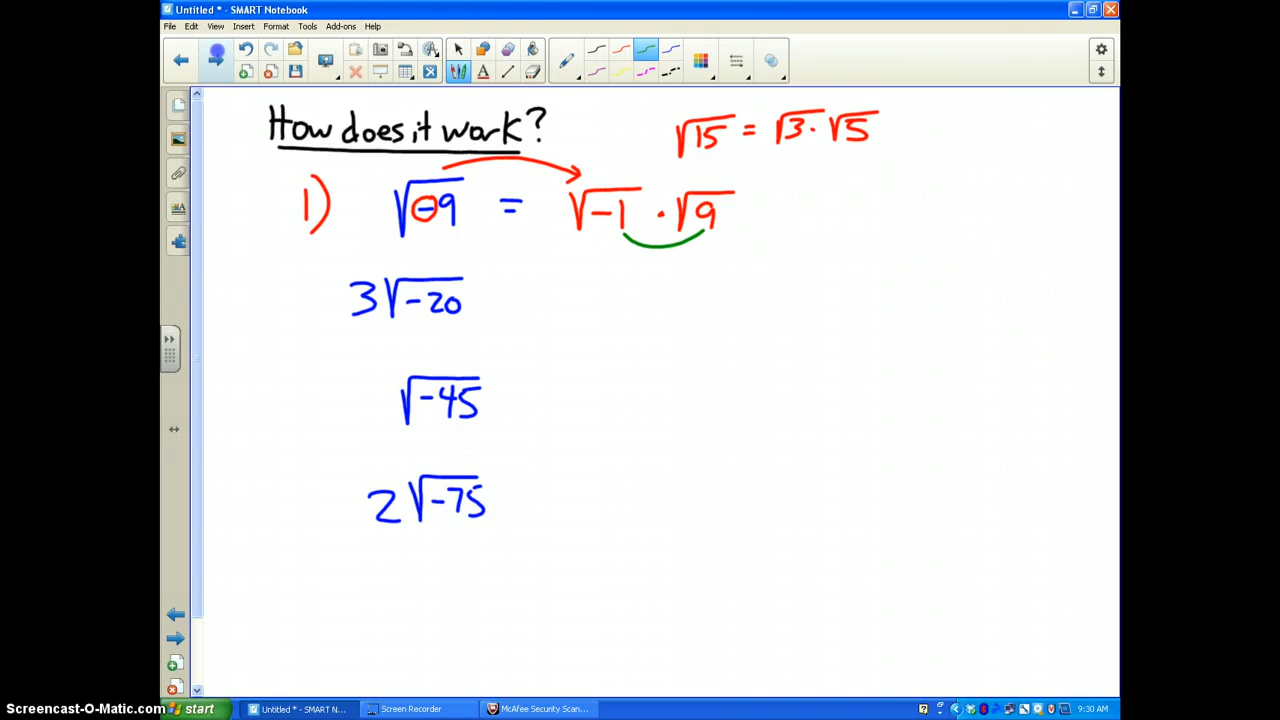 Untitled * - SMART Notebook
File Edit View Insert Format Tools Add-ons Help
How does it work?
√15 = √3 · √5
1) √-9 = √-1 · √9
3√-20
√-45
2√-75
Screencast-O-Matic.com
start Untitled * - SMART No... Screen Recorder McAfee Security Scan... 9:30 AM